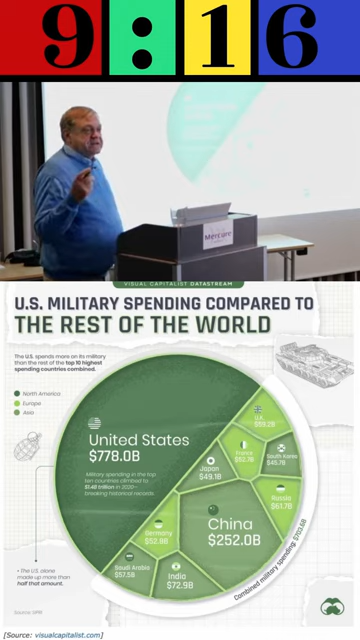 9:16
Mercure
VISUAL CAPITALIST DATASTREAM
U.S. MILITARY SPENDING COMPARED TO
THE REST OF THE WORLD
The U.S. spends more on its military
than the rest of the top 10 highest
spending countries combined.
North America
Europe
Asia
United States
$778.0B
Military spending in the top
ten countries climbed to
$1.48 trillion in 2020—
breaking historical records.
U.K.
$59.2B
France
$52.7B
South Korea
$45.7B
Japan
$49.1B
Russia
$61.7B
China
$252.0B
Germany
$52.8B
Saudi Arabia
$57.5B
India
$72.9B
Combined military spending: $703.6B
• The U.S. alone
made up more than
half that amount.
Source: SIPRI
[Source: visualcapitalist.com]